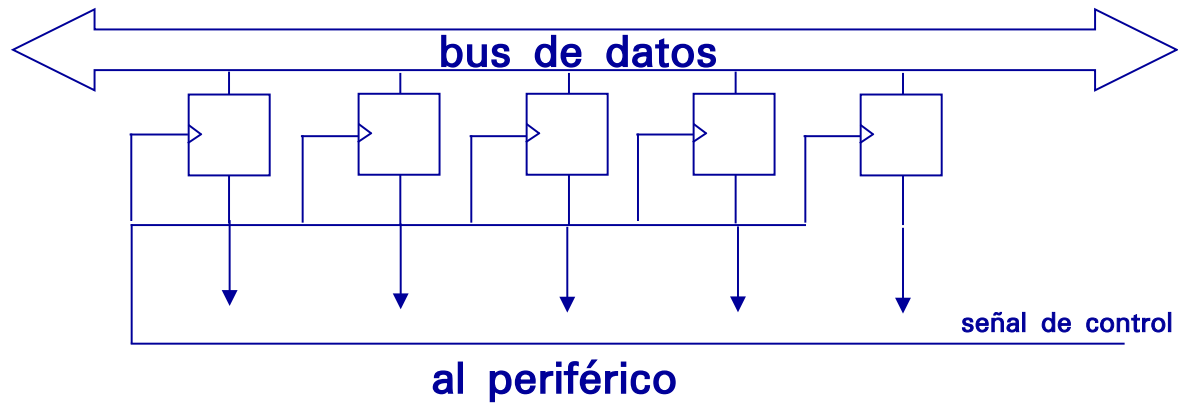 bus de datos
señal de control
al periférico